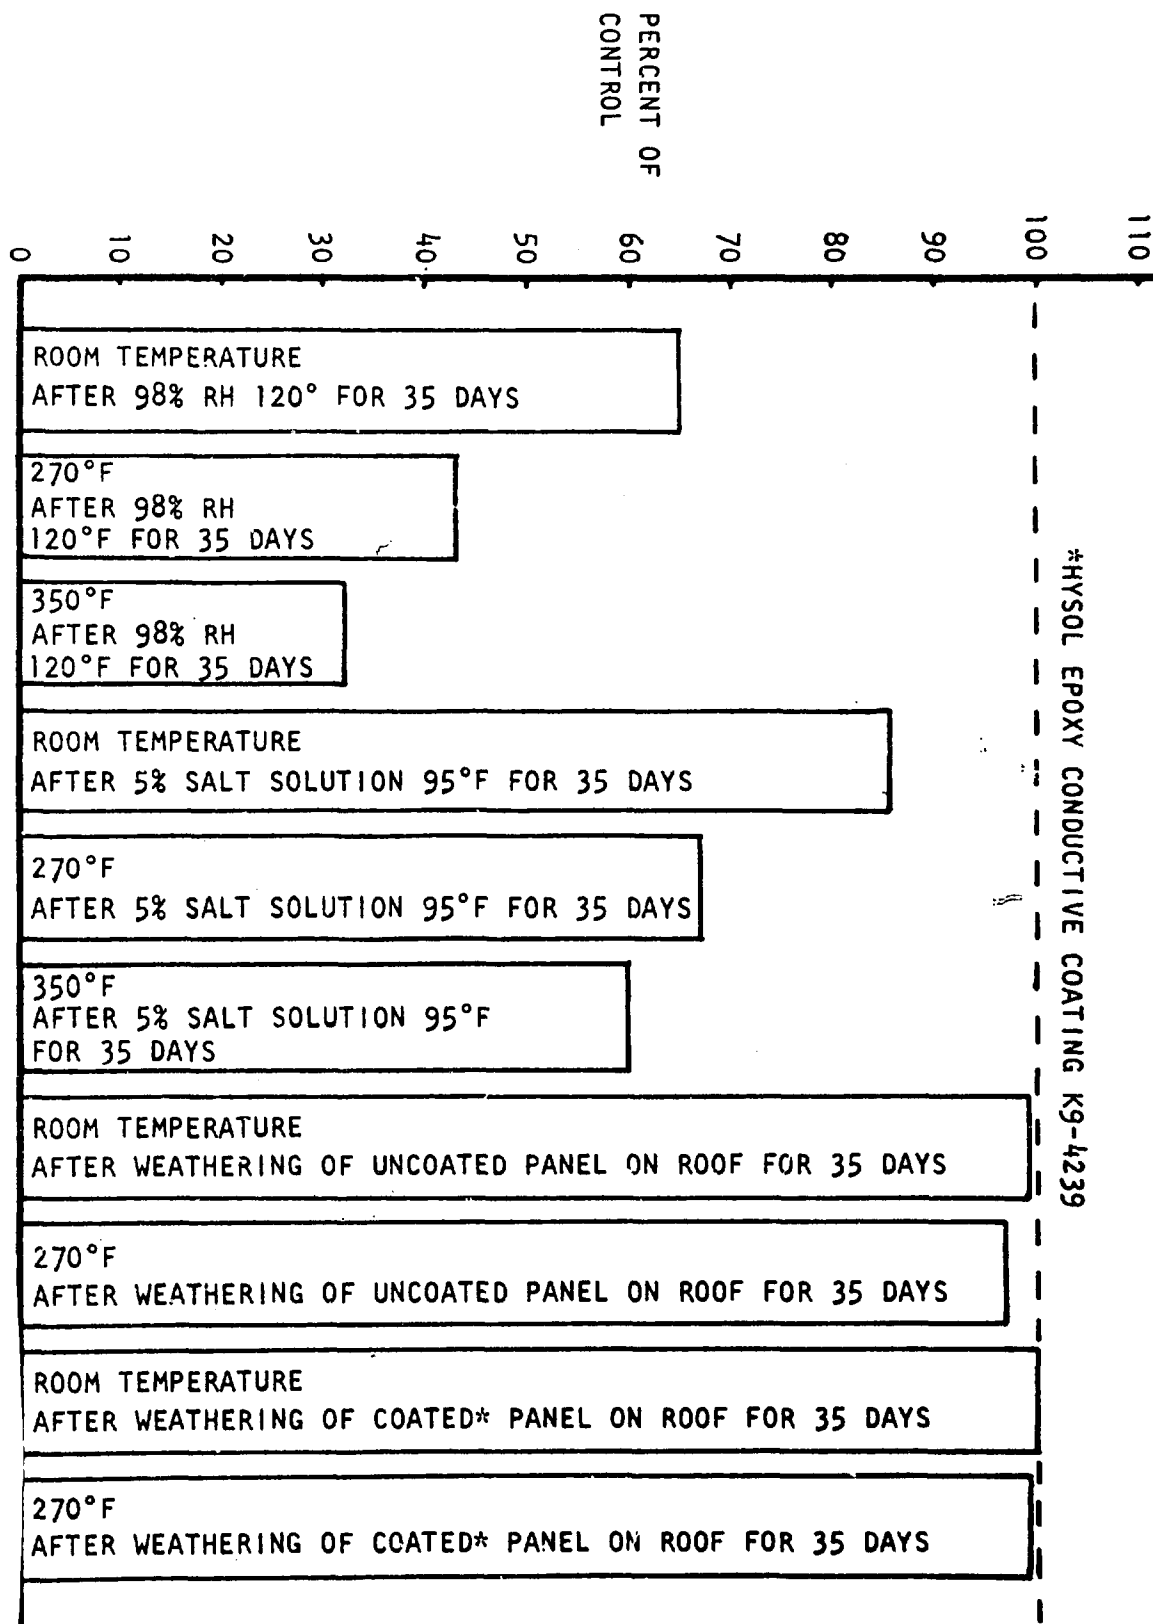 PERCENT OF
CONTROL
0
10
20
30
40
50
60
70
80
90
100
110
ROOM TEMPERATURE
AFTER 98% RH 120° FOR 35 DAYS
270°F
AFTER 98% RH
120°F FOR 35 DAYS
350°F
AFTER 98% RH
120°F FOR 35 DAYS
ROOM TEMPERATURE
AFTER 5% SALT SOLUTION 95°F FOR 35 DAYS
270°F
AFTER 5% SALT SOLUTION 95°F FOR 35 DAYS
350°F
AFTER 5% SALT SOLUTION 95°F
FOR 35 DAYS
ROOM TEMPERATURE
AFTER WEATHERING OF UNCOATED PANEL ON ROOF FOR 35 DAYS
270°F
AFTER WEATHERING OF UNCOATED PANEL ON ROOF FOR 35 DAYS
ROOM TEMPERATURE
AFTER WEATHERING OF COATED* PANEL ON ROOF FOR 35 DAYS
270°F
AFTER WEATHERING OF COATED* PANEL ON ROOF FOR 35 DAYS
*HYSOL EPOXY CONDUCTIVE COATING K9-4239